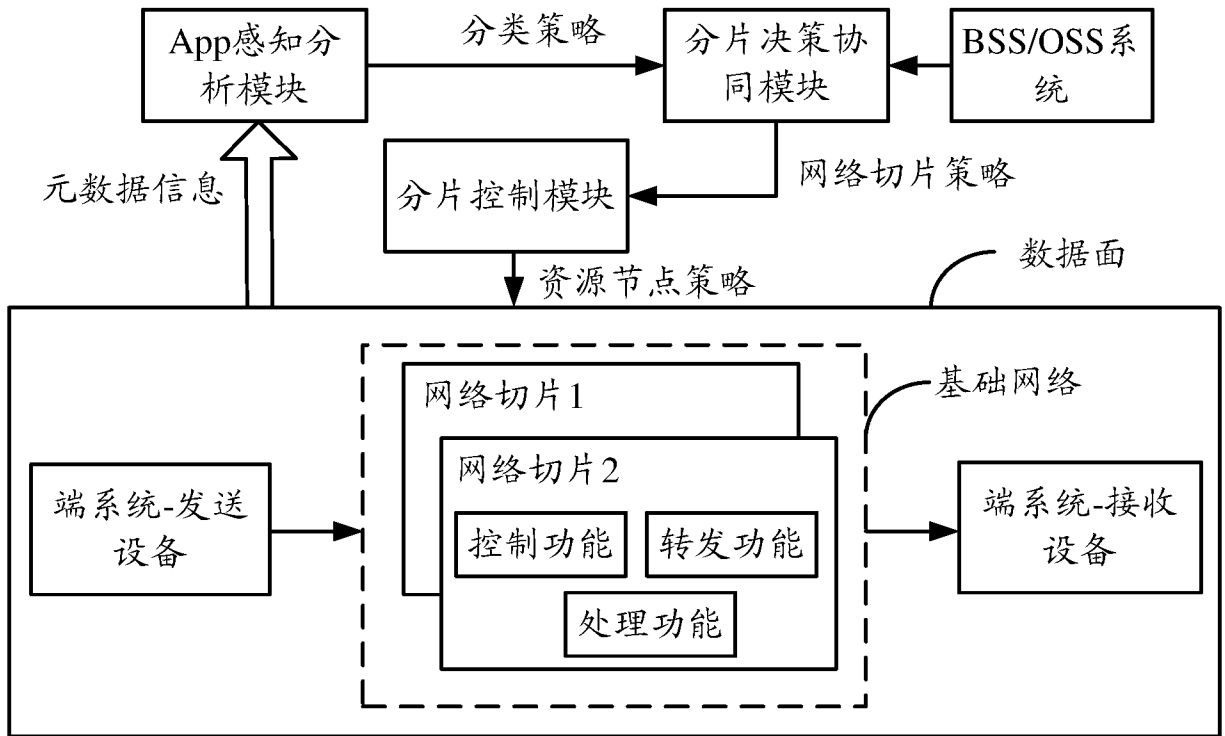 App感知分
析模块
分类策略
分片决策协
同模块
BSS/OSS系
统
元数据信息
分片控制模块
网络切片策略
资源节点策略
数据面
网络切片1
基础网络
网络切片2
端系统-发送
设备
控制功能
转发功能
处理功能
端系统-接收
设备